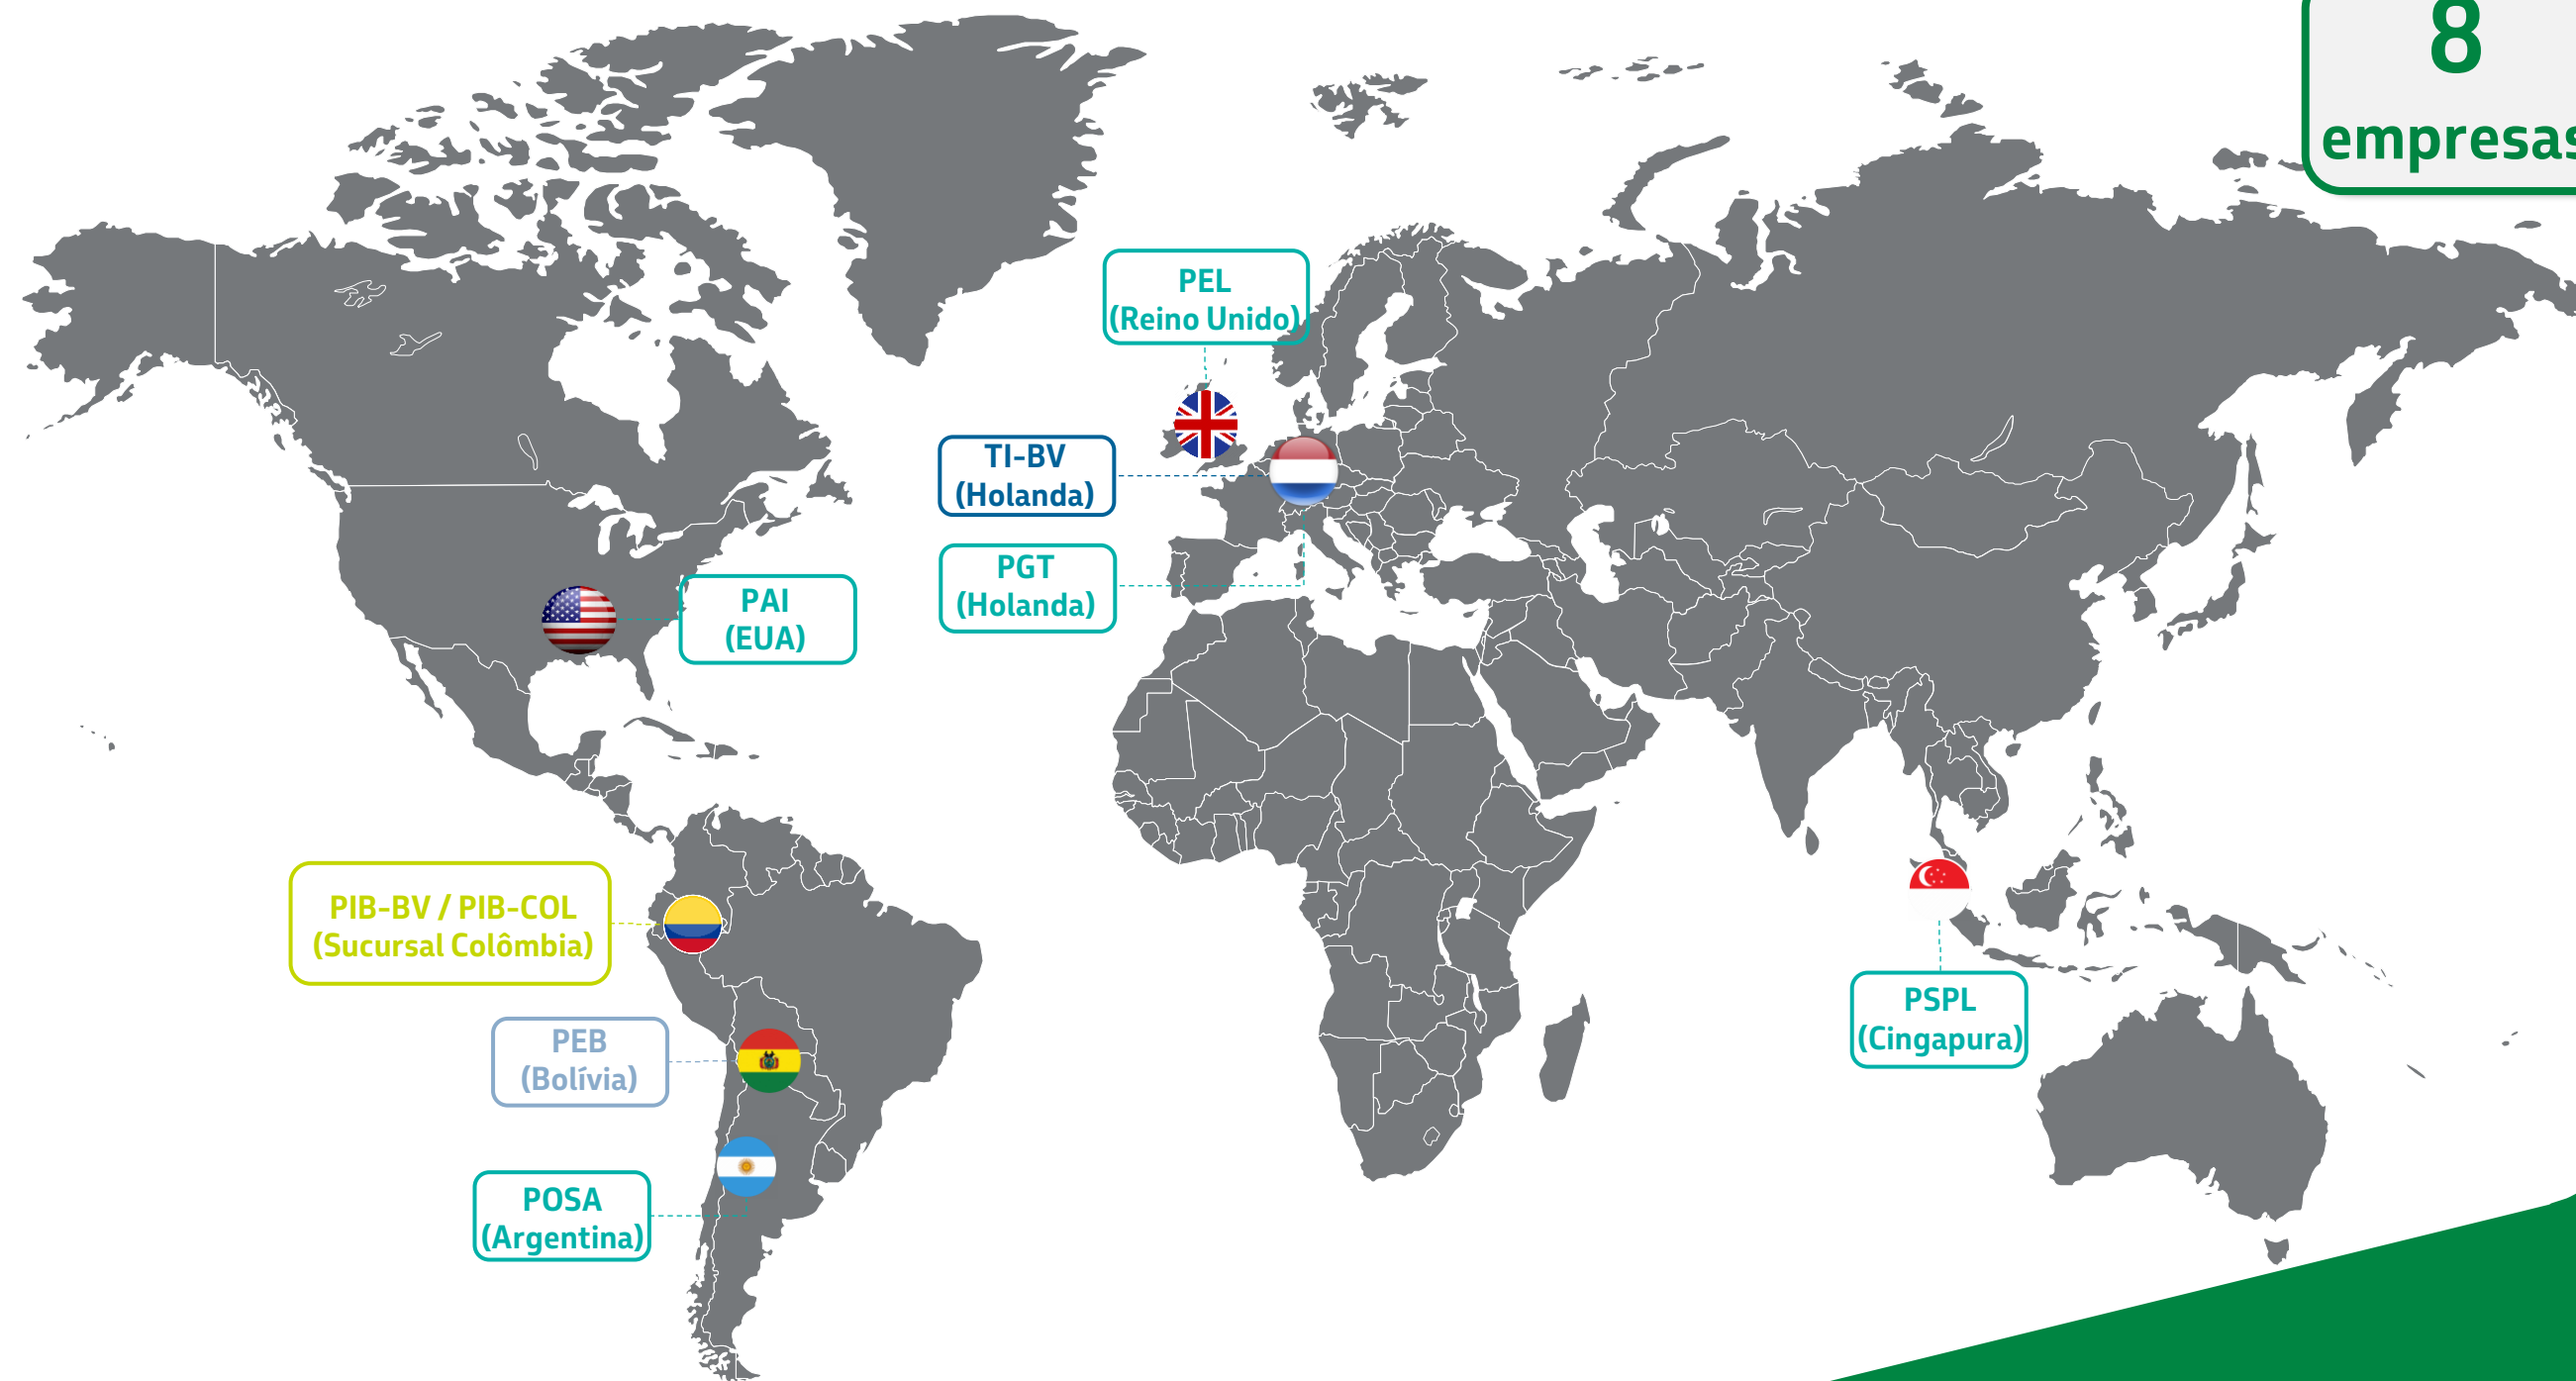 8
empresas
PEL
(Reino Unido)
TI-BV
(Holanda)
PGT
(Holanda)
PAI
(EUA)
PIB-BV / PIB-COL
(Sucursal Colômbia)
PEB
(Bolívia)
POSA
(Argentina)
PSPL
(Cingapura)